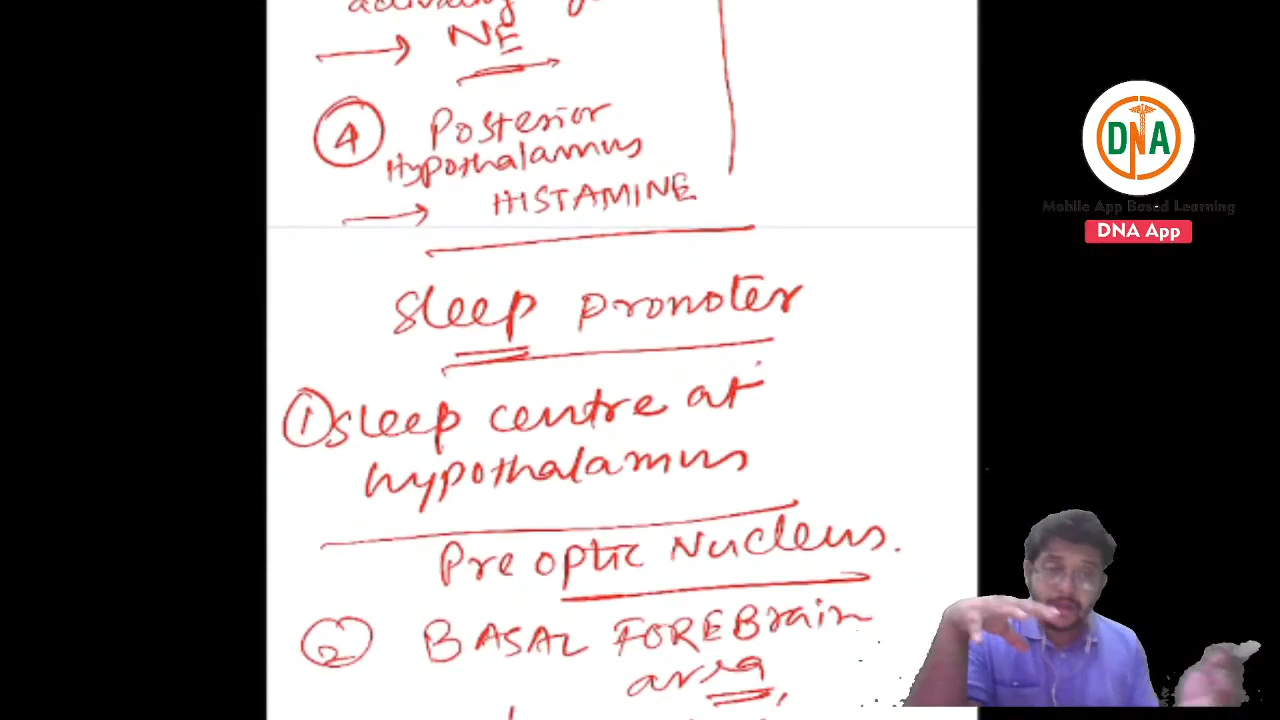 activating
→ NE
④ Posterior
Hypothalamus
→ HISTAMINE
Sleep promoter
① sleep centre at
hypothalamus
Pre optic Nucleus.
② BASAL FOREBrain
area
DNA
Mobile App Based Learning
DNA App